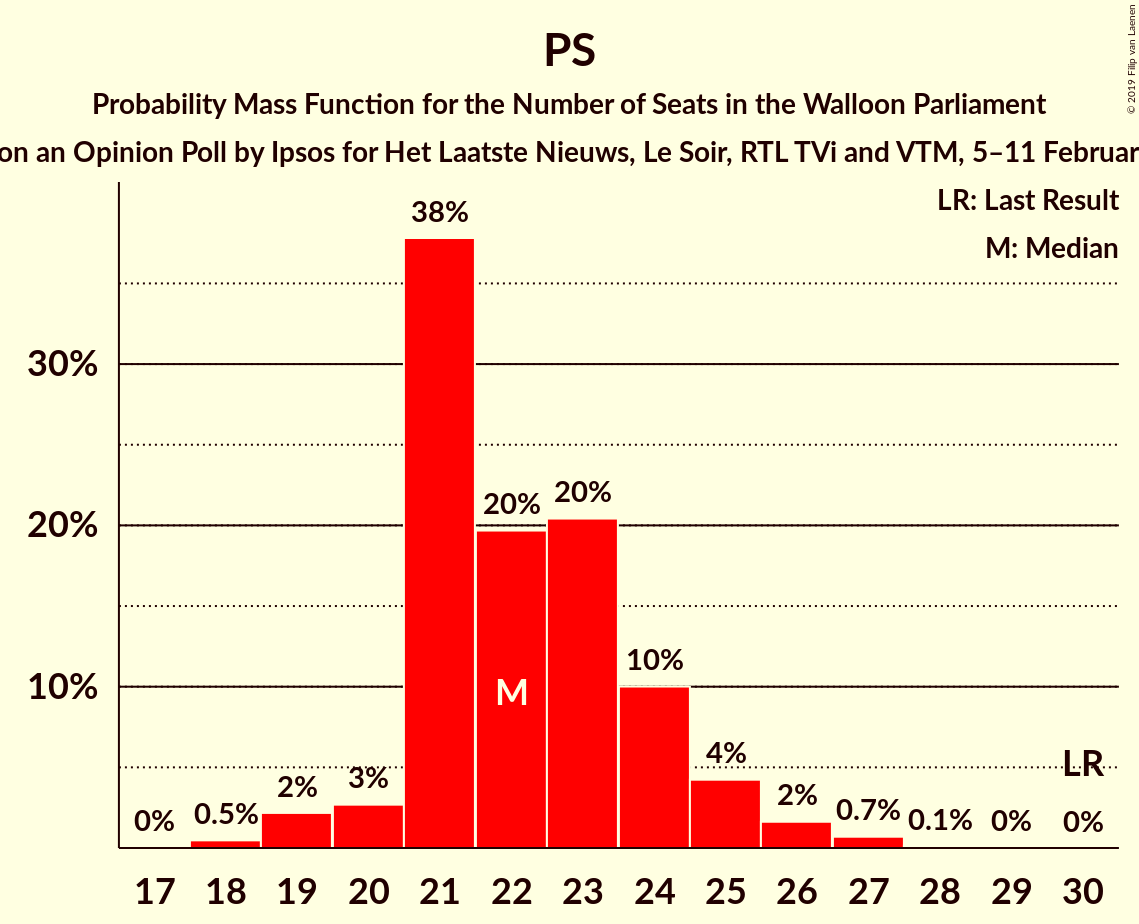 © 2019 Filip van Laenen
PS
Probability Mass Function for the Number of Seats in the Walloon Parliament
on an Opinion Poll by Ipsos for Het Laatste Nieuws, Le Soir, RTL TVi and VTM, 5–11 Februar
LR: Last Result
M: Median
38%
30%
20% 20%
20%
M
10%
10%
LR
4%
3%
2%
2%
0% 0.5% 0.7% 0.1% 0% 0%
17 18 19 20 21 22 23 24 25 26 27 28 29 30